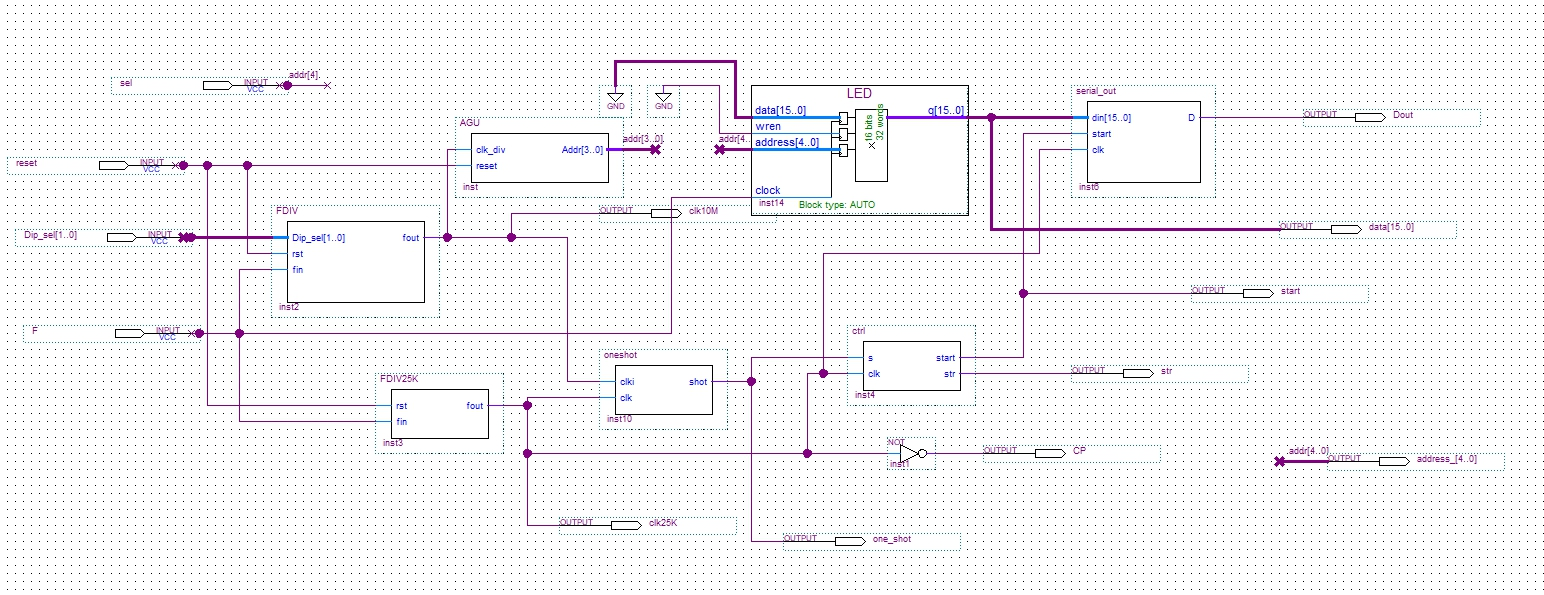 sel
INPUT
VCC
addr[4]
GND
GND
LED
data[15..0]
q[15..0]
wren
addr[4..
address[4..0]
16 bits
32 words
clock
inst14
Block type: AUTO
serial_out
din[15..0]
D
start
clk
inst6
OUTPUT
Dout
AGU
clk_div
Addr[3..0]
reset
inst
addr[3..0]
reset
INPUT
VCC
FDIV
Dip_sel[1..0]
fout
rst
fin
inst2
OUTPUT
clk10M
Dip_sel[1..0]
INPUT
VCC
OUTPUT
data[15..0]
OUTPUT
start
F
INPUT
VCC
ctrl
s
start
clk
str
inst4
OUTPUT
str
oneshot
clki
shot
clk
inst10
FDIV25K
rst
fout
fin
inst3
NOT
inst1
OUTPUT
CP
addr[4..0]
OUTPUT
address_[4..0]
OUTPUT
clk25K
OUTPUT
one_shot